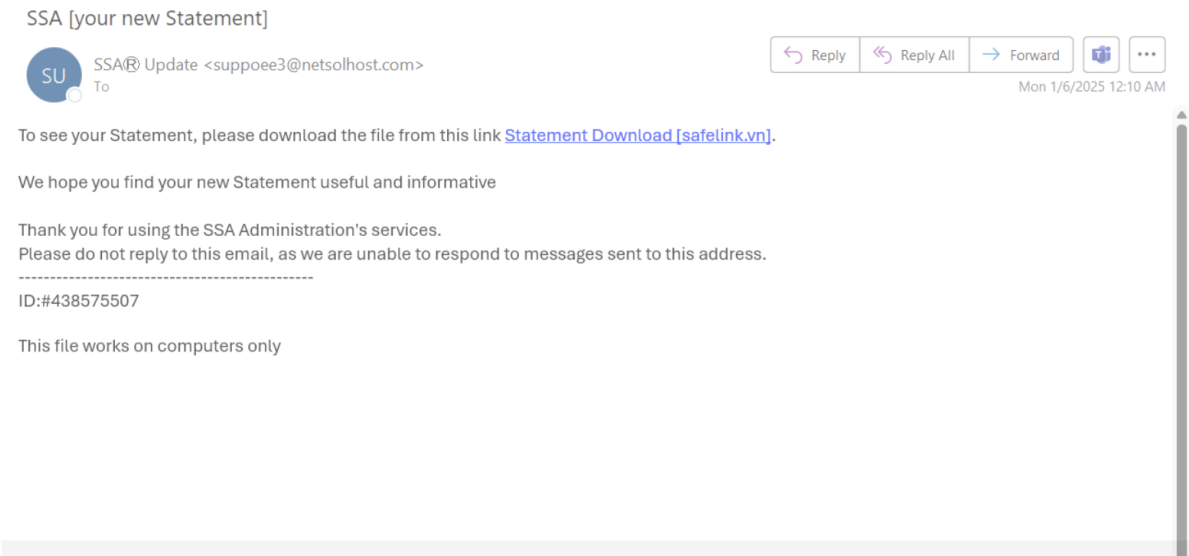 SSA [your new Statement]
SU
SSA® Update <suppoee3@netsolhost.com>
To
Reply
Reply All
Forward
Mon 1/6/2025 12:10 AM
To see your Statement, please download the file from this link Statement Download [safelink.vn].
We hope you find your new Statement useful and informative
Thank you for using the SSA Administration's services.
Please do not reply to this email, as we are unable to respond to messages sent to this address.
-----------------------------------------------
ID:#438575507
This file works on computers only